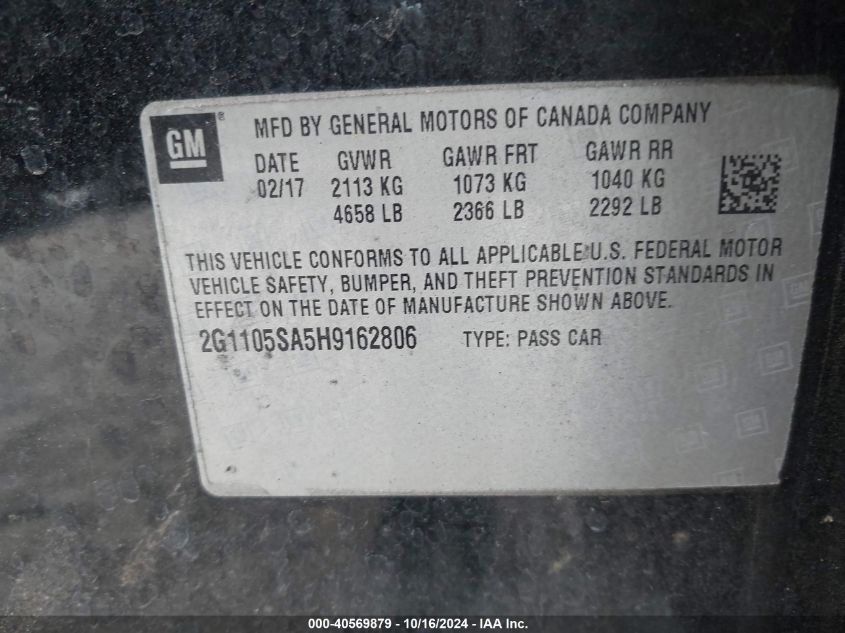 GM ®
MFD BY GENERAL MOTORS OF CANADA COMPANY
DATE GVWR GAWR FRT GAWR RR
02/17 2113 KG 1073 KG 1040 KG
4658 LB 2366 LB 2292 LB
THIS VEHICLE CONFORMS TO ALL APPLICABLE U.S. FEDERAL MOTOR
VEHICLE SAFETY, BUMPER, AND THEFT PREVENTION STANDARDS IN
EFFECT ON THE DATE OF MANUFACTURE SHOWN ABOVE.
2G1105SA5H9162806 TYPE: PASS CAR
000-40569879 - 10/16/2024 - IAA Inc.